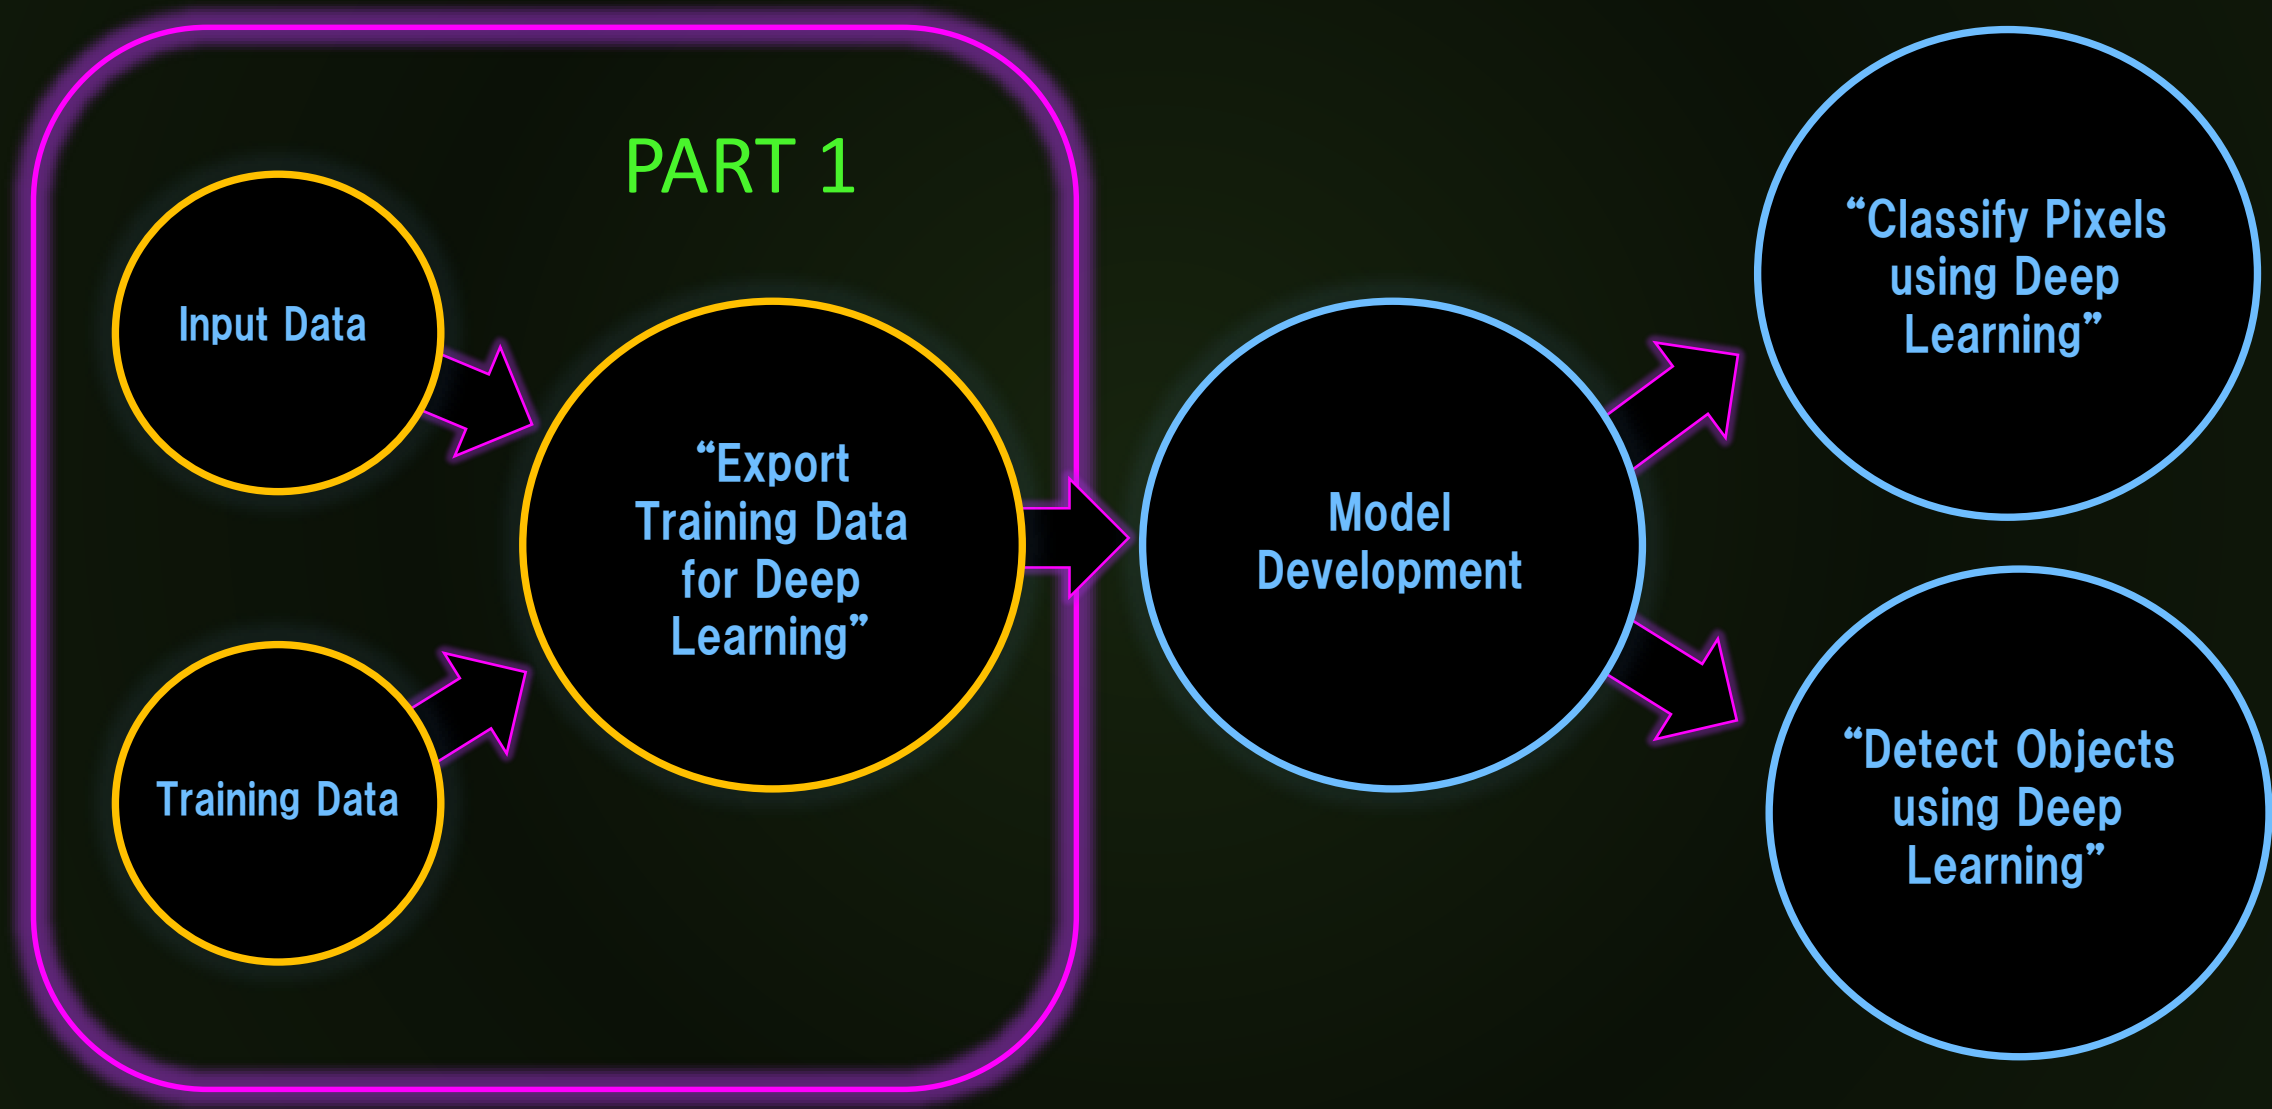 PART 1
Input Data
Training Data
“Export
Training Data
for Deep
Learning”
Model
Development
“Classify Pixels
using Deep
Learning”
“Detect Objects
using Deep
Learning”